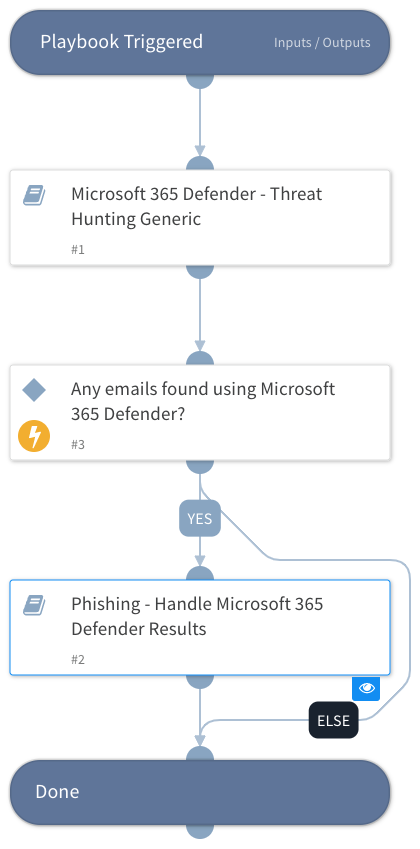 Playbook Triggered
Inputs / Outputs
Microsoft 365 Defender - Threat
Hunting Generic
#1
Any emails found using Microsoft
365 Defender?
#3
YES
Phishing - Handle Microsoft 365
Defender Results
#2
ELSE
Done